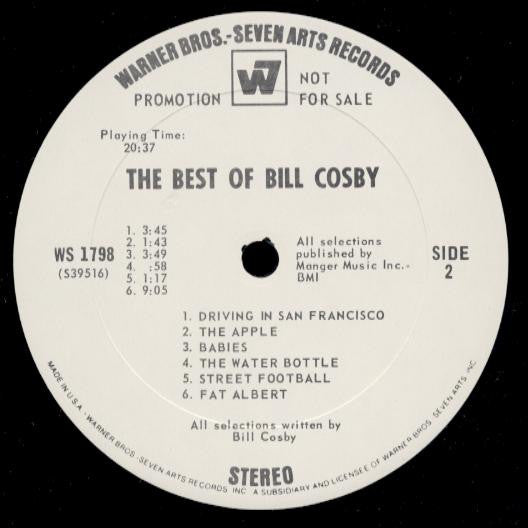 WARNER BROS.-SEVEN ARTS RECORDS
W7
PROMOTION
NOT
FOR SALE
Playing Time:
20:37
THE BEST OF BILL COSBY
1. 3:45
2. 1:43
3. 3:49
4. :58
5. 1:17
6. 9:05
WS 1798
(S39516)
All selections
published by
Manger Music Inc.-
BMI
SIDE
2
1. DRIVING IN SAN FRANCISCO
2. THE APPLE
3. BABIES
4. THE WATER BOTTLE
5. STREET FOOTBALL
6. FAT ALBERT
All selections written by
Bill Cosby
STEREO
MADE IN U.S.A. - WARNER BROS.-SEVEN ARTS RECORDS INC. A SUBSIDIARY AND LICENSEE OF WARNER BROS. SEVEN ARTS, INC.